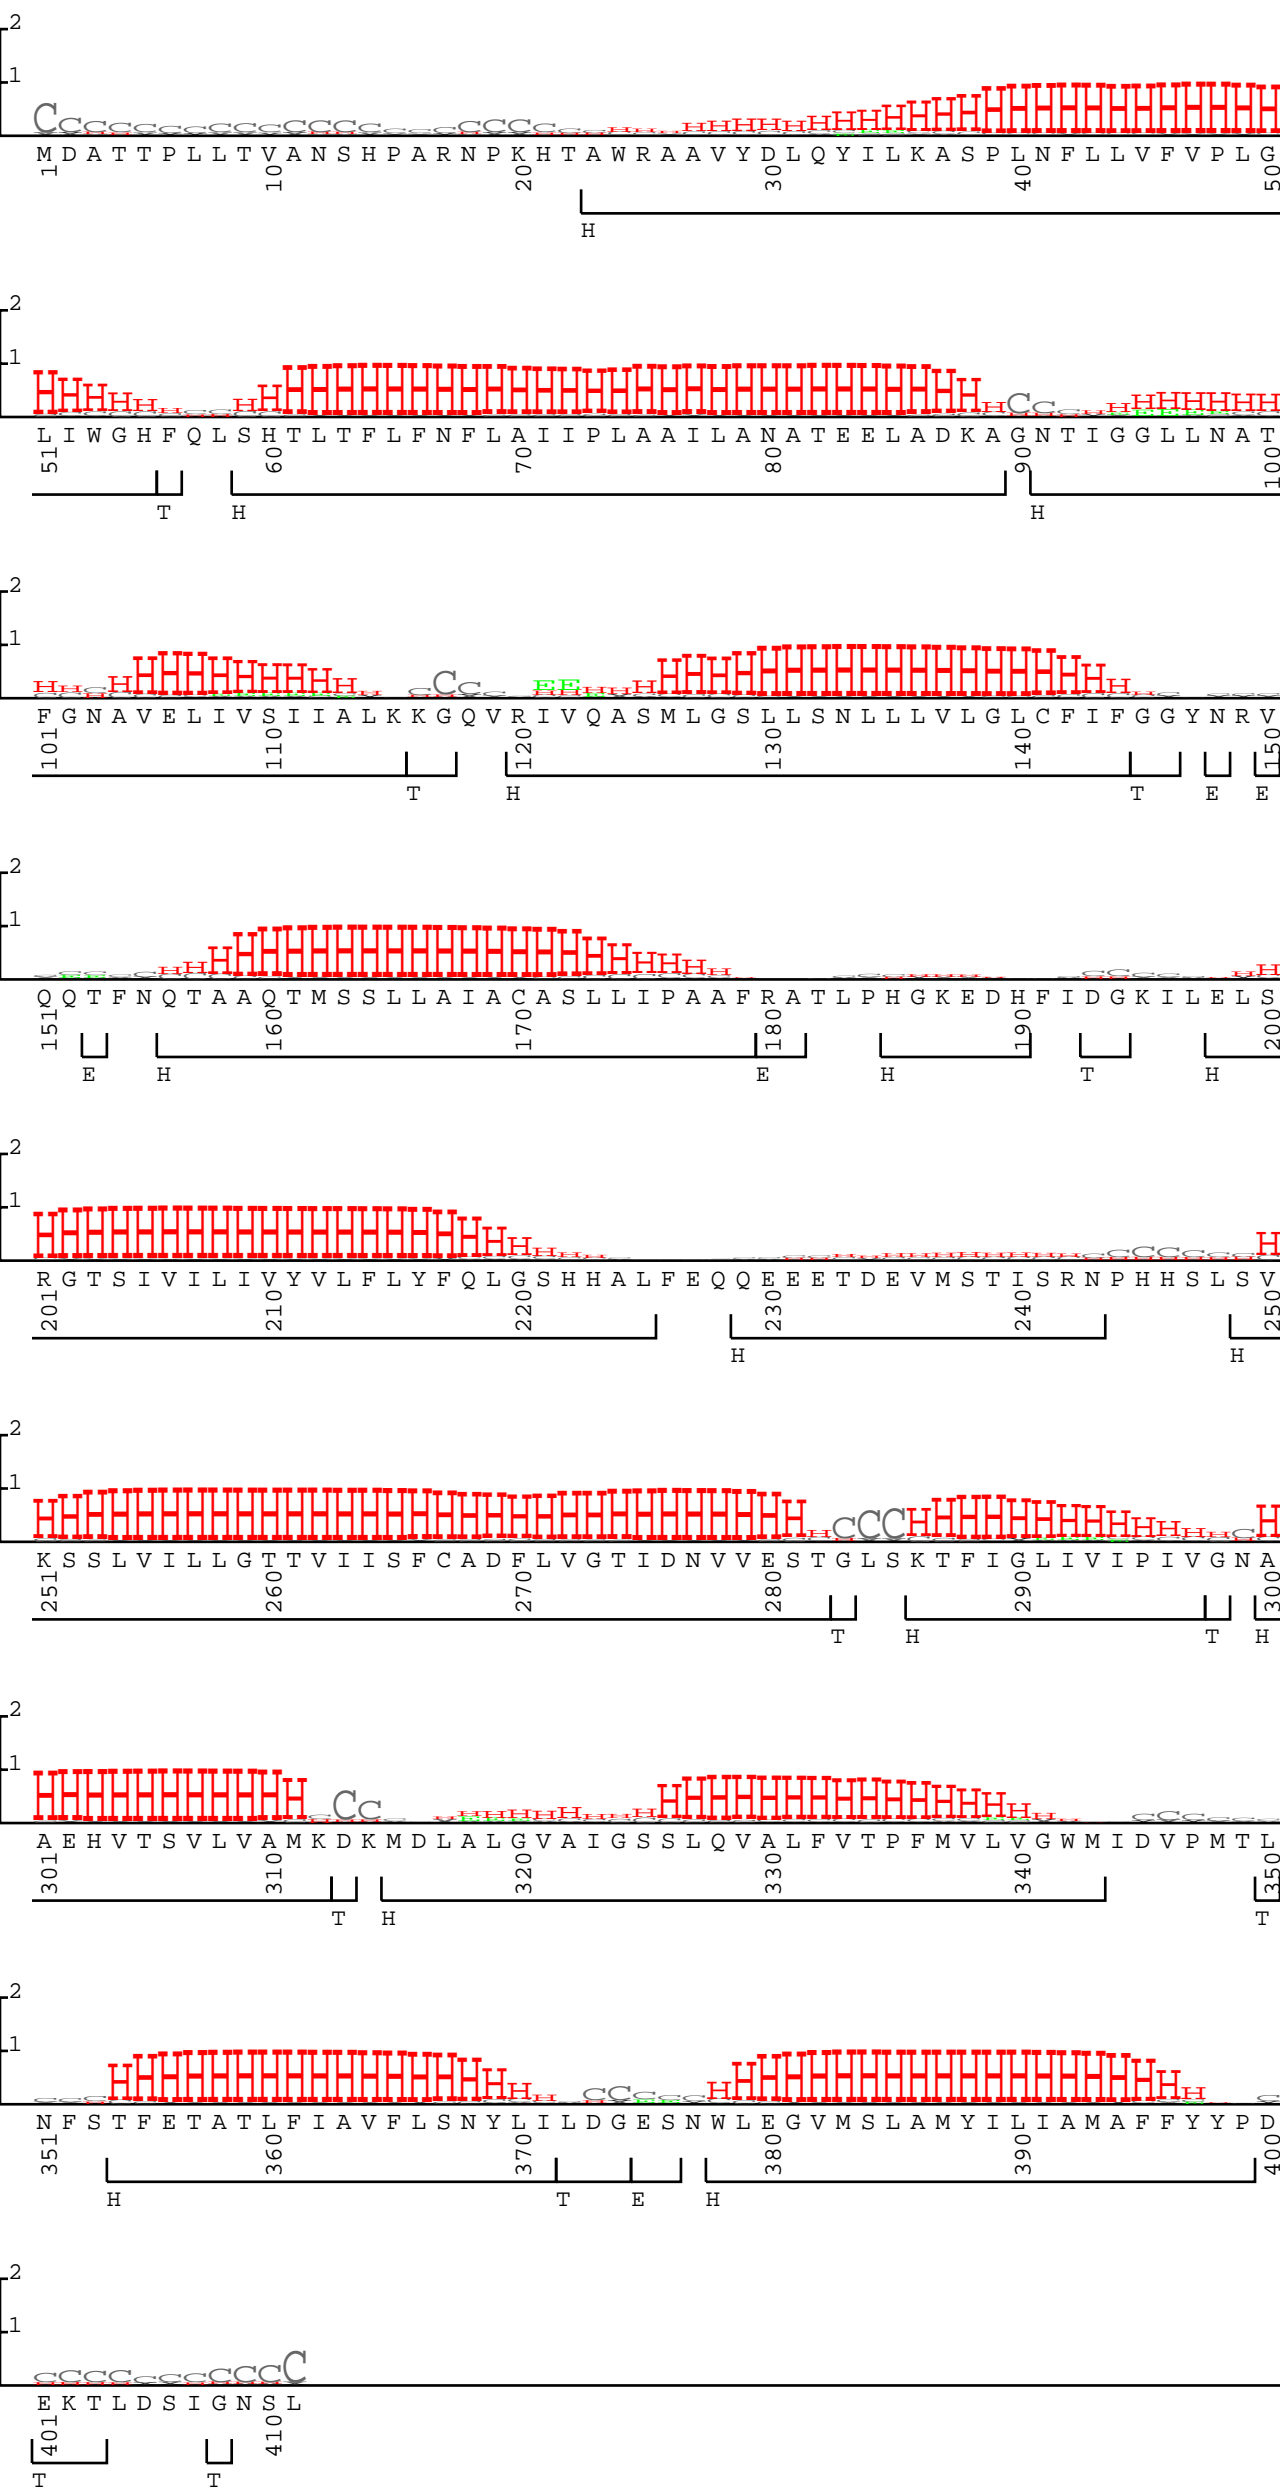 2
1
C C C C C C C C C C C C C C C C C C C C C C C H H H H H H H H H H H H H H H H H H H H H H H H H H H
M D A T T P L L T V A N S H P A R N P K H T A W R A A V Y D L Q Y I L K A S P L N F L L V F V P L G
1 10 20 30 40 50
H
2
1
L I W G H F Q L S H T L T F L F N F L A I I P L A A I L A N A T E E L A D K A G N T I G G L L N A T
51 60 70 80 90 100
T H H
2
1
F G N A V E L I V S I I A L K K G Q V R I V Q A S M L G S L L S N L L L V L G L C F I F G G Y N R V
101 110 120 130 140 150
T H T E E
2
1
Q Q T F N Q T A A Q T M S S L L A I A C A S L L I P A A F R A T L P H G K E D H F I D G K I L E L S
151 160 170 180 190 200
E H E H T H
2
1
R G T S I V I L I V Y V L F L Y F Q L G S H H A L F E Q Q E E E T D E V M S T I S R N P H H S L S V
201 210 220 230 240 250
H H
2
1
K S S L V I L L G T T V I I S F C A D F L V G T I D N V V E S T G L S K T F I G L I V I P I V G N A
251 260 270 280 290 300
T H T H
2
1
A E H V T S V L V A M K D K M D L A L G V A I G S S L Q V A L F V T P F M V L V G W M I D V P M T L
301 310 320 330 340 350
T H T
2
1
N F S T F E T A T L F I A V F L S N Y L I L D G E S N W L E G V M S L A M Y I L I A M A F F Y Y P D
351 360 370 380 390 400
H T E H
2
1
C C C C C C C C C C C
E K T L D S I G N S L
401 410
T T